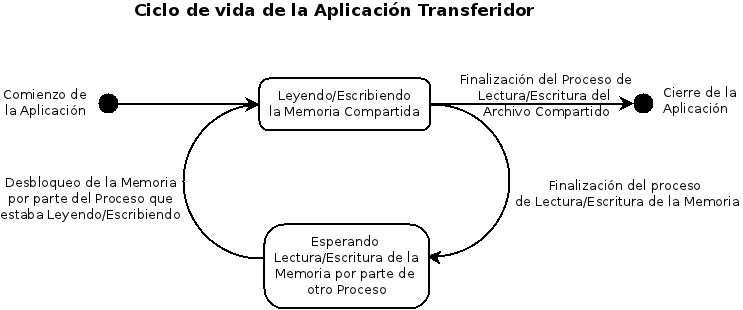 Ciclo de vida de la Aplicación Transferidor
Comienzo de
la Aplicación
Leyendo/Escribiendo
la Memoria Compartida
Finalización del Proceso de
Lectura/Escritura del
Archivo Compartido
Cierre de la
Aplicación
Desbloqueo de la Memoria
por parte del Proceso que
estaba Leyendo/Escribiendo
Finalización del proceso
de Lectura/Escritura de la Memoria
Esperando
Lectura/Escritura de la
Memoria por parte de
otro Proceso